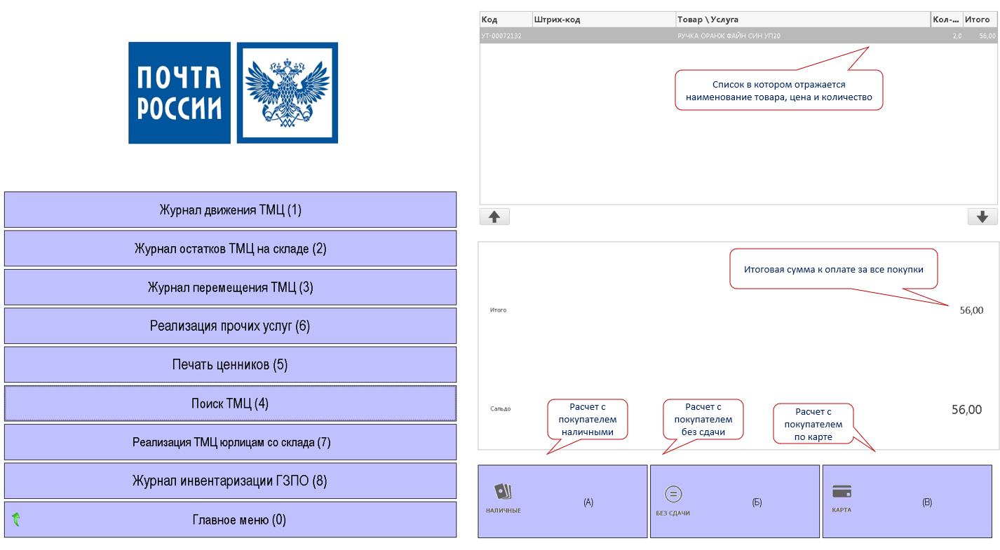 ПОЧТА
РОССИИ
Журнал движения ТМЦ (1)
Журнал остатков ТМЦ на складе (2)
Журнал перемещения ТМЦ (3)
Реализация прочих услуг (6)
Печать ценников (5)
Поиск ТМЦ (4)
Реализация ТМЦ юрлицам со склада (7)
Журнал инвентаризации ГЗПО (8)
Главное меню (0)
Код Штрих-код Товар \ Услуга Кол-... Итого
УТ-00072132 РУЧКА ОРАНЖ ФАЙН СИН УП20 2,0 56,00
Список в котором отражается
наименование товара, цена и количество
Итоговая сумма к оплате за все покупки
Итого 56,00
Сальдо 56,00
Расчет с
покупателем
наличными
Расчет с
покупателем
без сдачи
Расчет с
покупателем
по карте
НАЛИЧНЫЕ (А)
БЕЗ СДАЧИ (Б)
КАРТА (В)